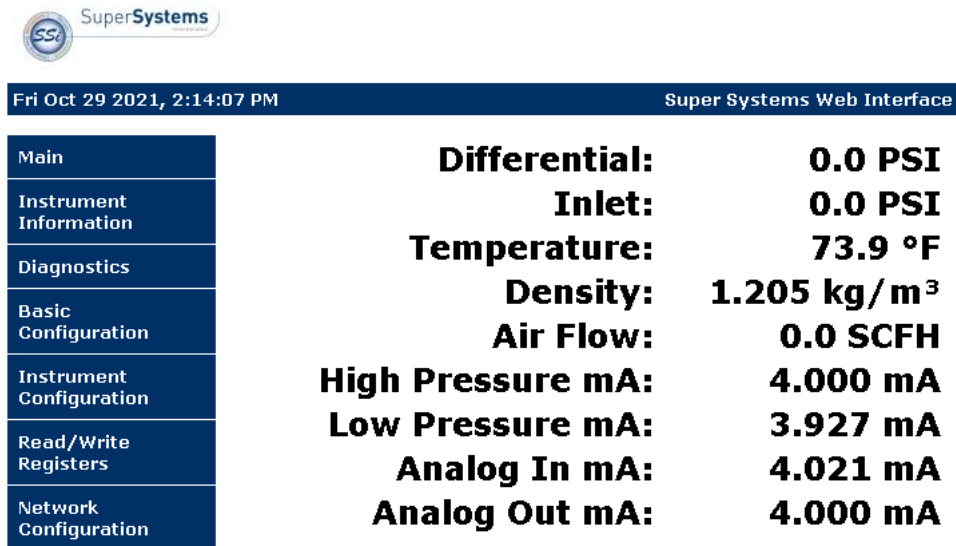 SSi
SuperSystems
incorporated
Fri Oct 29 2021, 2:14:07 PM
Super Systems Web Interface
Main
Instrument
Information
Diagnostics
Basic
Configuration
Instrument
Configuration
Read/Write
Registers
Network
Configuration
Differential: 0.0 PSI
Inlet: 0.0 PSI
Temperature: 73.9 °F
Density: 1.205 kg/m³
Air Flow: 0.0 SCFH
High Pressure mA: 4.000 mA
Low Pressure mA: 3.927 mA
Analog In mA: 4.021 mA
Analog Out mA: 4.000 mA